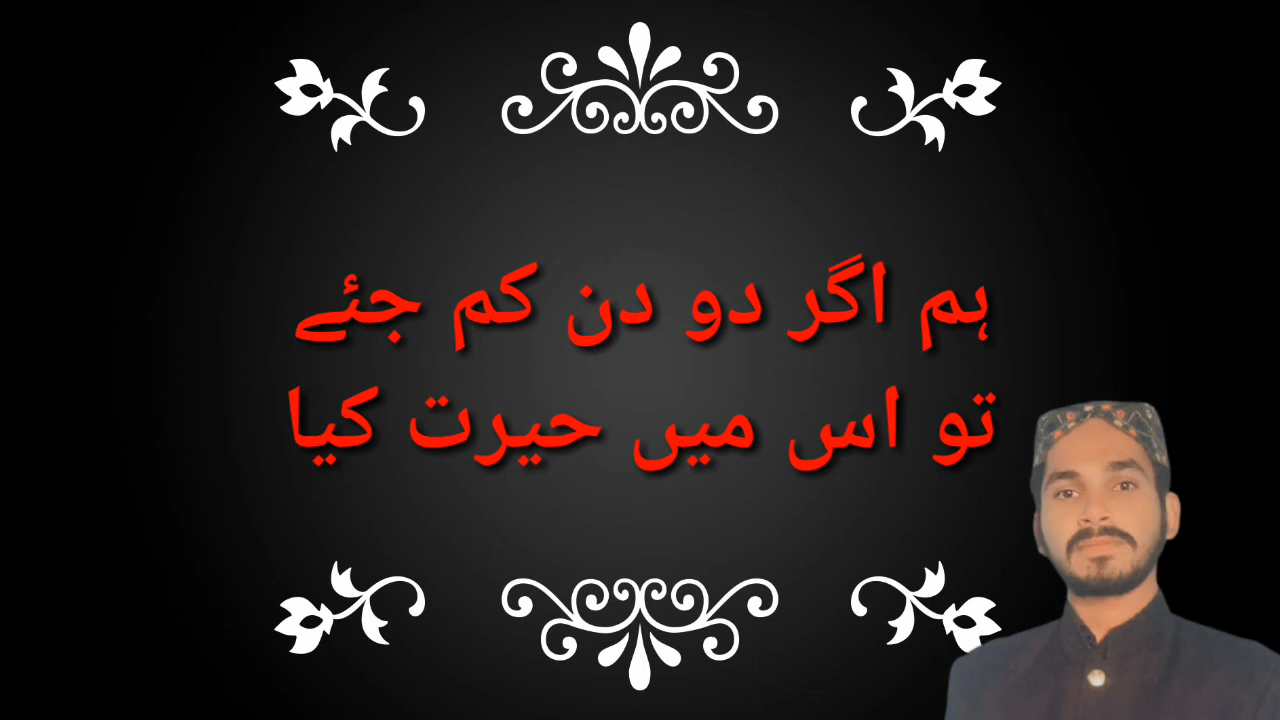 ہم اگر دو دن کم جئے
تو اس میں حیرت کیا